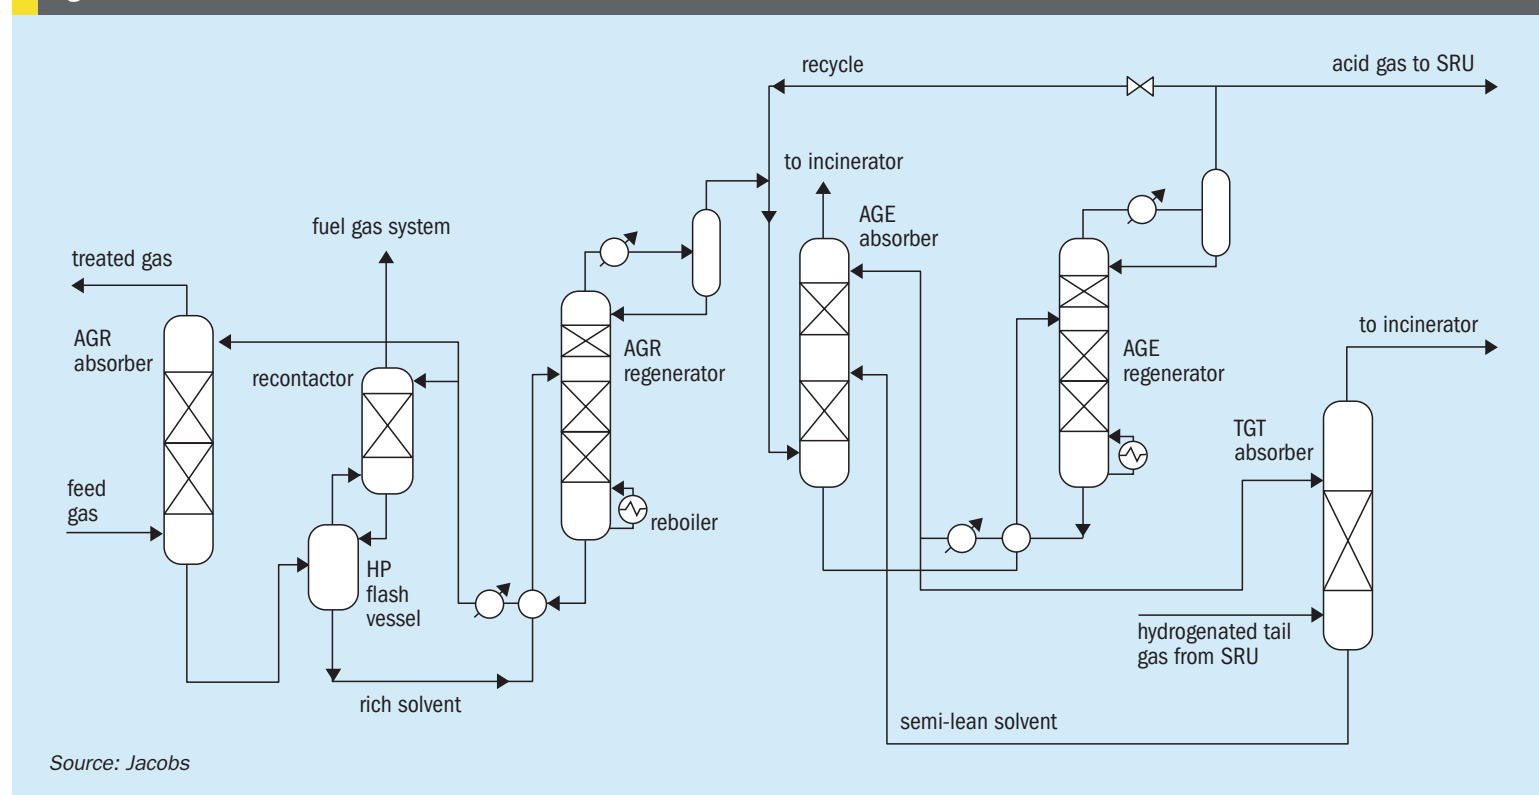 recycle
acid gas to SRU
to incinerator
fuel gas system
AGE
absorber
treated gas
AGR
absorber
recontactor
AGR
regenerator
AGE
regenerator
to incinerator
TGT
absorber
feed
gas
reboiler
HP
flash
vessel
hydrogenated tail
gas from SRU
rich solvent
semi-lean solvent
Source: Jacobs